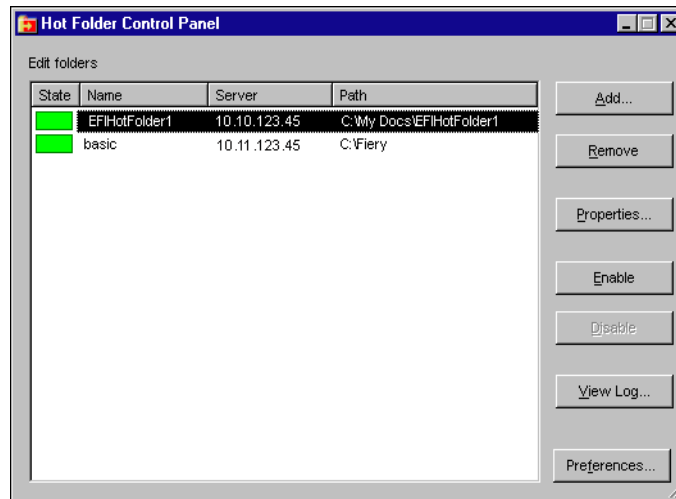 Hot Folder Control Panel
Edit folders
State Name Server Path
EFIHotFolder1 10.10.123.45 C:\My Docs\EFIHotFolder1
basic 10.11.123.45 C:\Fiery
Add...
Remove
Properties...
Enable
Disable
View Log...
Preferences...